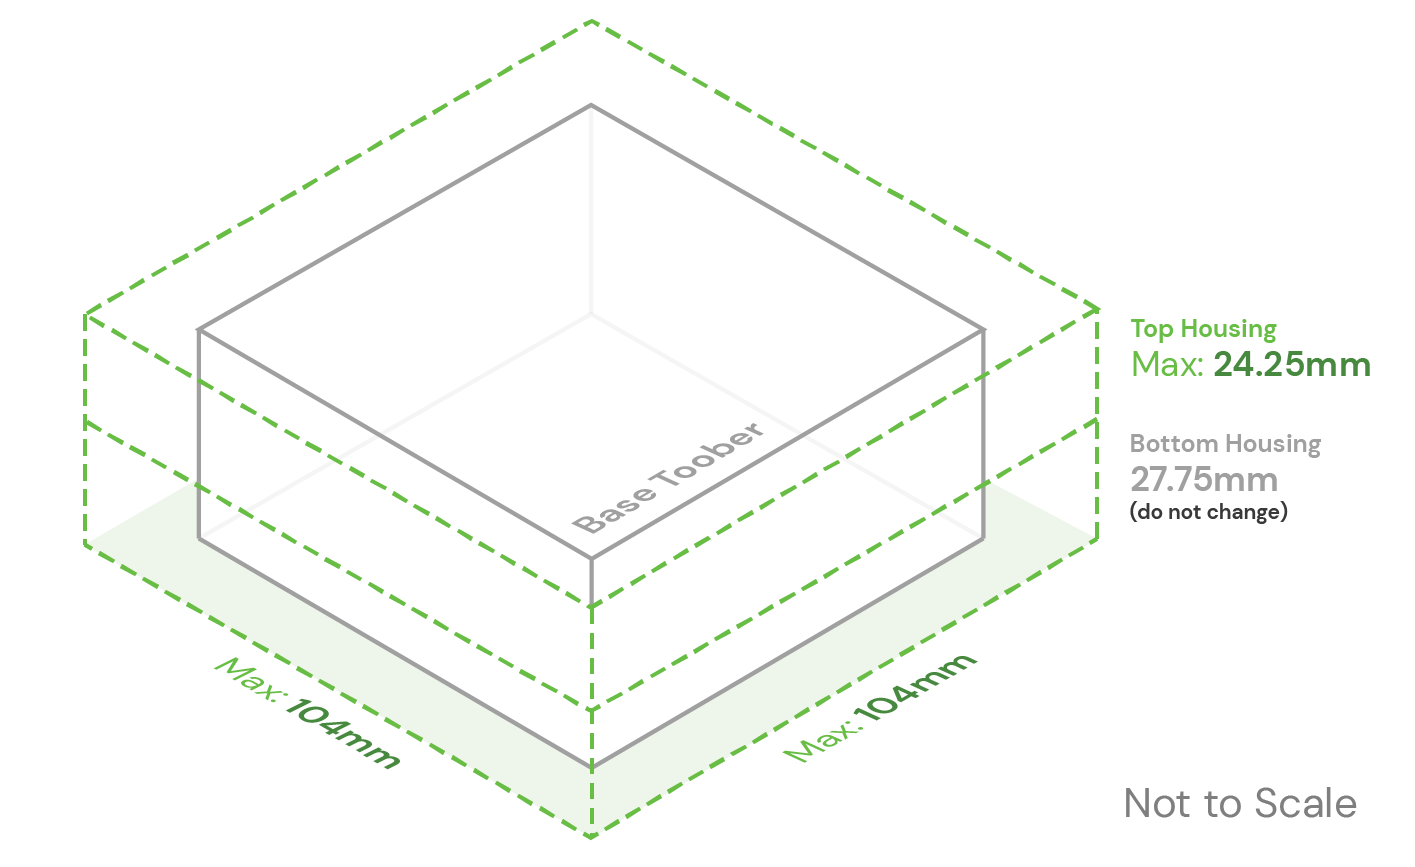 Top Housing
Max: 24.25mm
Bottom Housing
27.75mm
(do not change)
Base Toober
Max: 104mm
Max: 104mm
Not to Scale